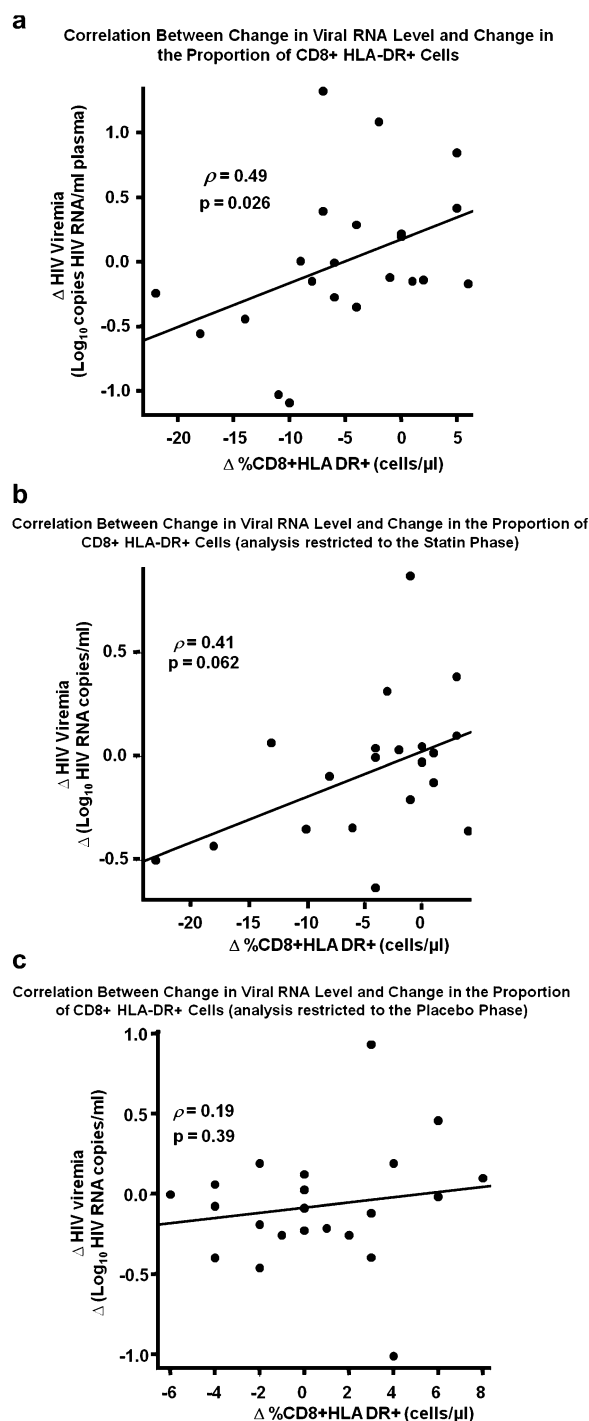 a
Correlation Between Change in Viral RNA Level and Change in
the Proportion of CD8+ HLA-DR+ Cells
Δ HIV Viremia
(Log10 copies HIV RNA/ml plasma)
1.0
0.5
0.0
-0.5
-1.0
ρ = 0.49
p = 0.026
-20 -15 -10 -5 0 5
Δ %CD8+HLA DR+ (cells/µl)
b
Correlation Between Change in Viral RNA Level and Change in the Proportion of
CD8+ HLA-DR+ Cells (analysis restricted to the Statin Phase)
Δ HIV Viremia
Δ (Log10 HIV RNA copies/ml)
0.5
0.0
-0.5
ρ = 0.41
p = 0.062
-20 -15 -10 -5 0
Δ %CD8+HLA DR+ (cells/µl)
c
Correlation Between Change in Viral RNA Level and Change in the Proportion
of CD8+ HLA-DR+ Cells (analysis restricted to the Placebo Phase)
Δ HIV viremia
Δ (Log10 HIV RNA copies/ml)
1.0
0.5
0.0
-0.5
-1.0
ρ = 0.19
p = 0.39
-6 -4 -2 0 2 4 6 8
Δ %CD8+HLA DR+ (cells/µl)